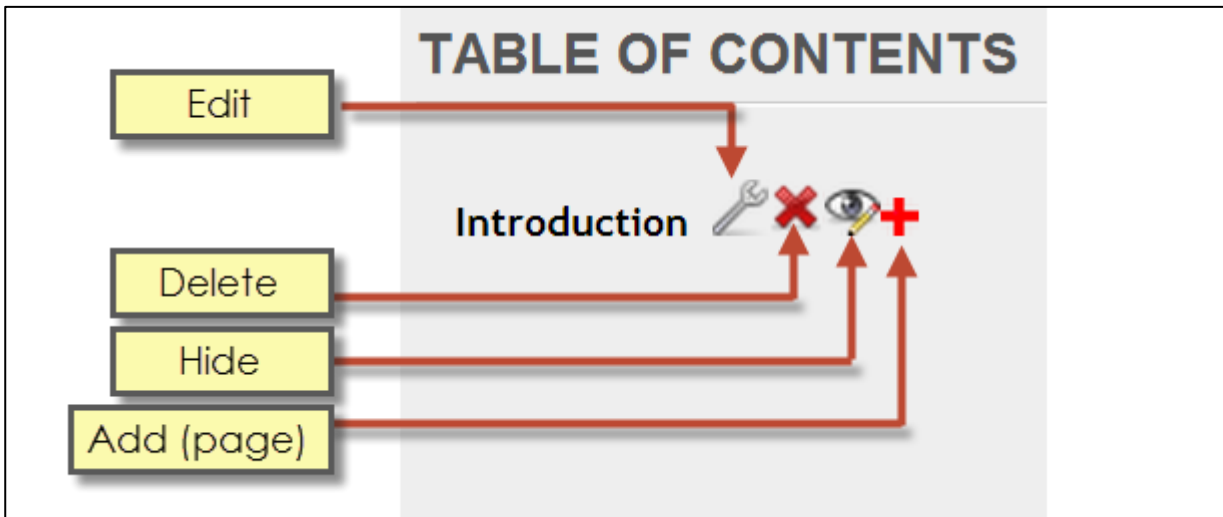 TABLE OF CONTENTS
Edit
Introduction
Delete
Hide
Add (page)